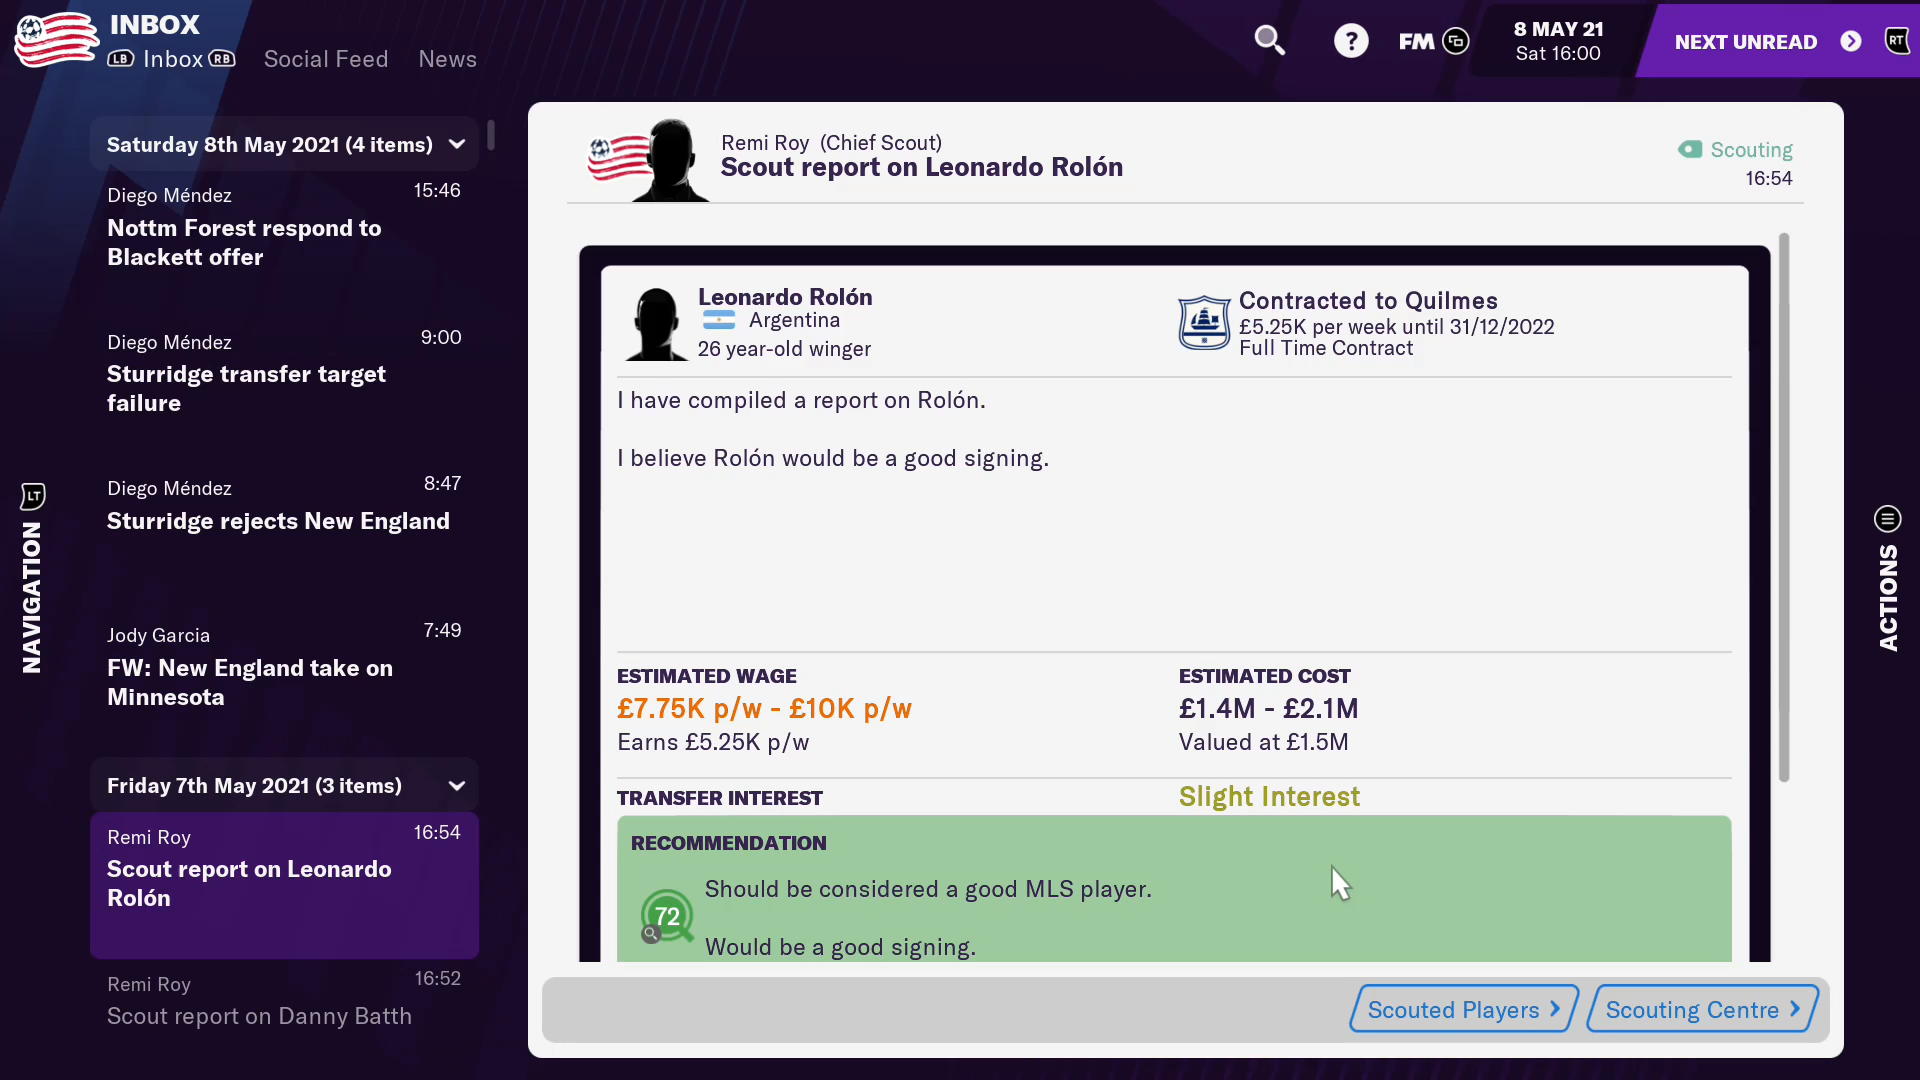 INBOX
LB Inbox RB
Social Feed
News
FM
8 MAY 21
Sat 16:00
NEXT UNREAD
RT
Saturday 8th May 2021 (4 items)
Diego Méndez
15:46
Nottm Forest respond to
Blackett offer
Diego Méndez
9:00
Sturridge transfer target
failure
Diego Méndez
8:47
Sturridge rejects New England
Jody Garcia
7:49
FW: New England take on
Minnesota
Friday 7th May 2021 (3 items)
Remi Roy
16:54
Scout report on Leonardo
Rolón
Remi Roy
16:52
Scout report on Danny Batth
LT
NAVIGATION
Remi Roy (Chief Scout)
Scout report on Leonardo Rolón
Scouting
16:54
Leonardo Rolón
Argentina
26 year-old winger
Contracted to Quilmes
£5.25K per week until 31/12/2022
Full Time Contract
I have compiled a report on Rolón.
I believe Rolón would be a good signing.
ESTIMATED WAGE
£7.75K p/w - £10K p/w
Earns £5.25K p/w
ESTIMATED COST
£1.4M - £2.1M
Valued at £1.5M
TRANSFER INTEREST
Slight Interest
RECOMMENDATION
72
Should be considered a good MLS player.
Would be a good signing.
Scouted Players
Scouting Centre
ACTIONS